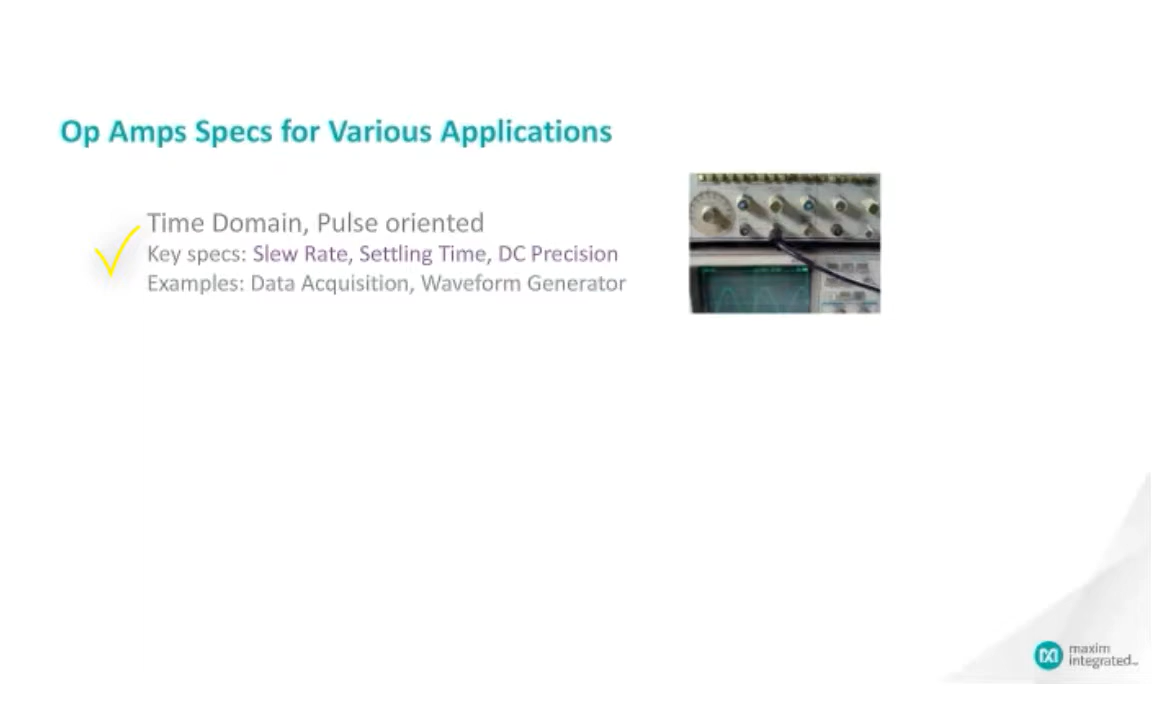 Op Amps Specs for Various Applications
Time Domain, Pulse oriented
Key specs: Slew Rate, Settling Time, DC Precision
Examples: Data Acquisition, Waveform Generator
maxim
integrated™